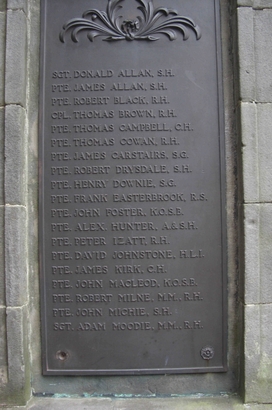 SGT. DONALD ALLAN, S.H.
PTE. JAMES ALLAN, S.H.
PTE. ROBERT BLACK, R.H.
CPL. THOMAS BROWN, R.H.
PTE. THOMAS CAMPBELL, C.H.
PTE. THOMAS COWAN, R.H.
PTE. JAMES CARSTAIRS, S.G.
PTE. ROBERT DRYSDALE, S.H.
PTE. HENRY DOWNIE, S.G.
PTE. FRANK EASTERBROOK, R.S.
PTE. JOHN FOSTER, K.O.S.B.
PTE. ALEX HUNTER, A.&S.H.
PTE. PETER IZATT, R.H.
PTE. DAVID JOHNSTONE, H.L.I.
PTE. JAMES KIRK, C.H.
PTE. JOHN MACLEOD, K.O.S.B.
PTE. ROBERT MILNE, M.M., R.H.
PTE. JOHN MICHIE, S.H.
SGT. ADAM MOODIE, M.M., R.H.